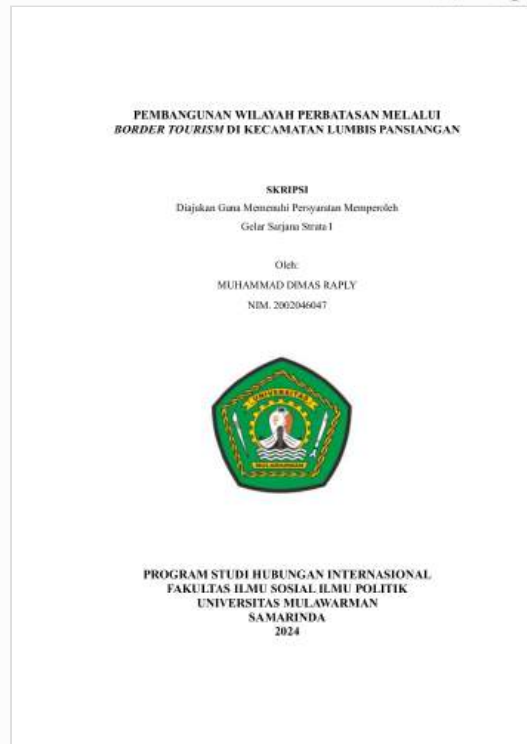 PEMBANGUNAN WILAYAH PERBATASAN MELALUI
BORDER TOURISM DI KECAMATAN LUMBIS PANSIANGAN
SKRIPSI
Diajukan Guna Memenuhi Persyaratan Memperoleh
Gelar Sarjana Strata I
Oleh:
MUHAMMAD DIMAS RAPLY
NIM. 2002046047
UNIVERSITAS
MULAWARMAN
PROGRAM STUDI HUBUNGAN INTERNASIONAL
FAKULTAS ILMU SOSIAL ILMU POLITIK
UNIVERSITAS MULAWARMAN
SAMARINDA
2024